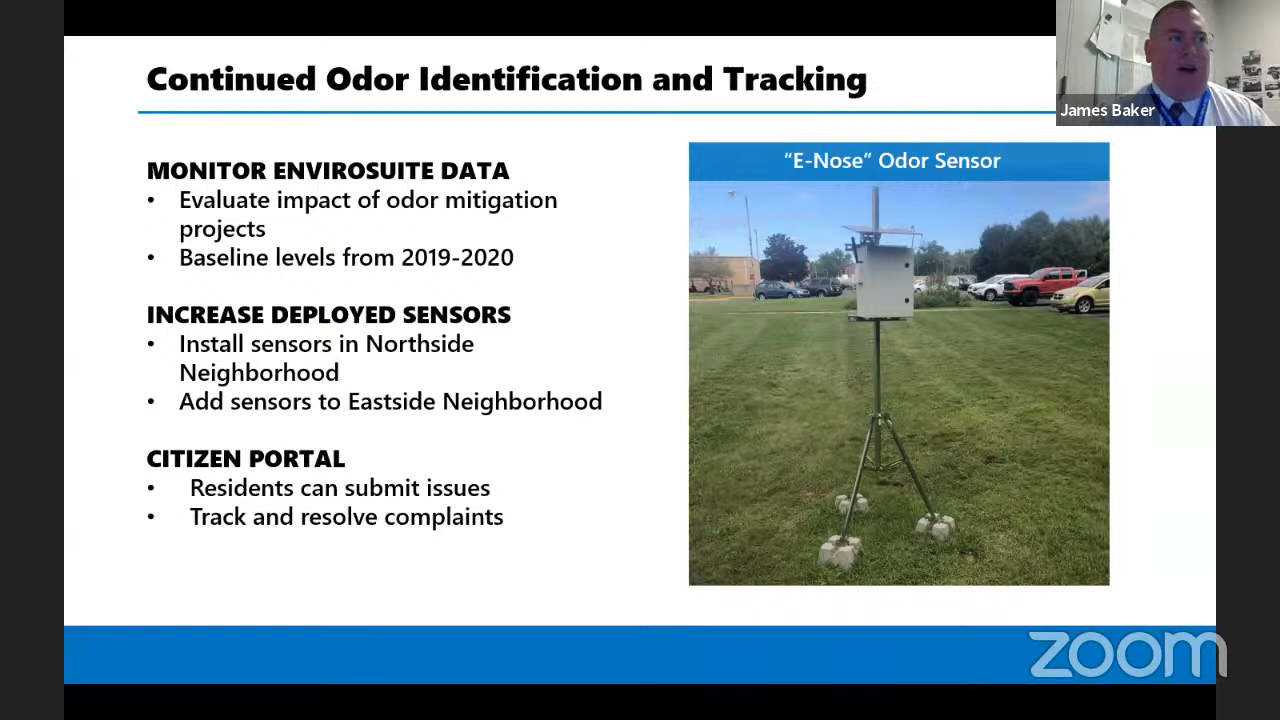 Continued Odor Identification and Tracking
James Baker
MONITOR ENVIROSUITE DATA
• Evaluate impact of odor mitigation
projects
• Baseline levels from 2019-2020
INCREASE DEPLOYED SENSORS
• Install sensors in Northside
Neighborhood
• Add sensors to Eastside Neighborhood
CITIZEN PORTAL
• Residents can submit issues
• Track and resolve complaints
“E-Nose” Odor Sensor
zoom